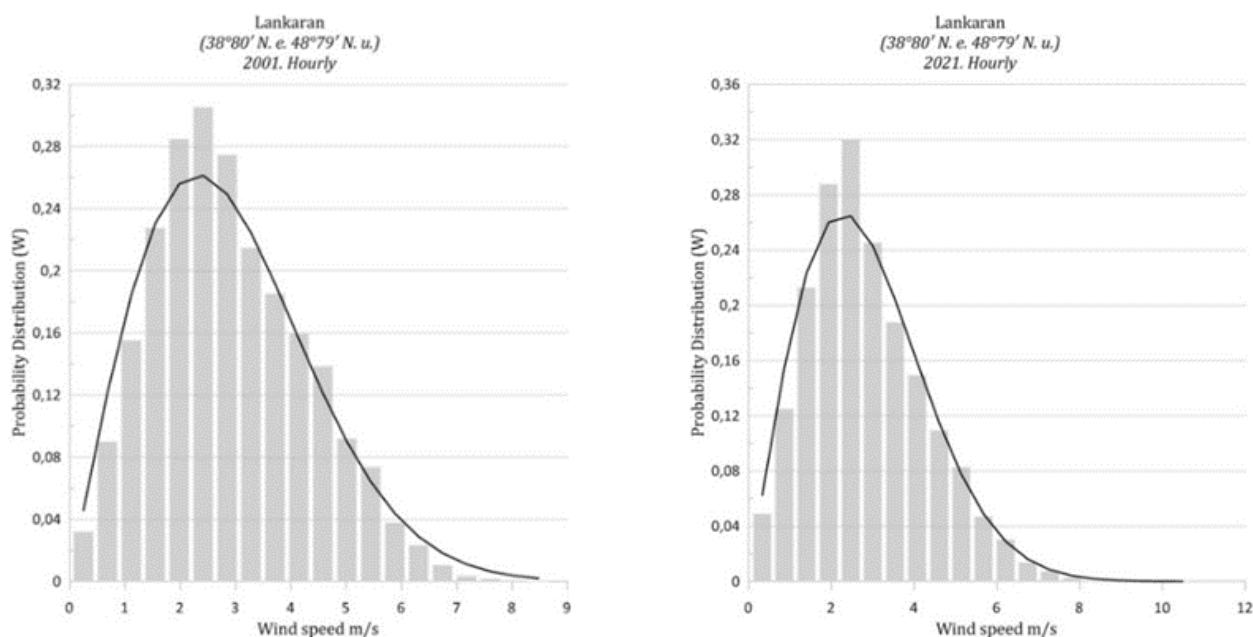 Lankaran
(38°80′ N. e. 48°79′ N. u.)
2001. Hourly
0,32
0,28
0,24
0,2
0,16
0,12
0,08
0,04
0
Probability Distribution (W)
0 1 2 3 4 5 6 7 8 9
Wind speed m/s
Lankaran
(38°80′ N. e. 48°79′ N. u.)
2021. Hourly
0,36
0,32
0,28
0,24
0,2
0,16
0,12
0,08
0,04
0
Probability Distribution (W)
0 2 4 6 8 10 12
Wind speed m/s